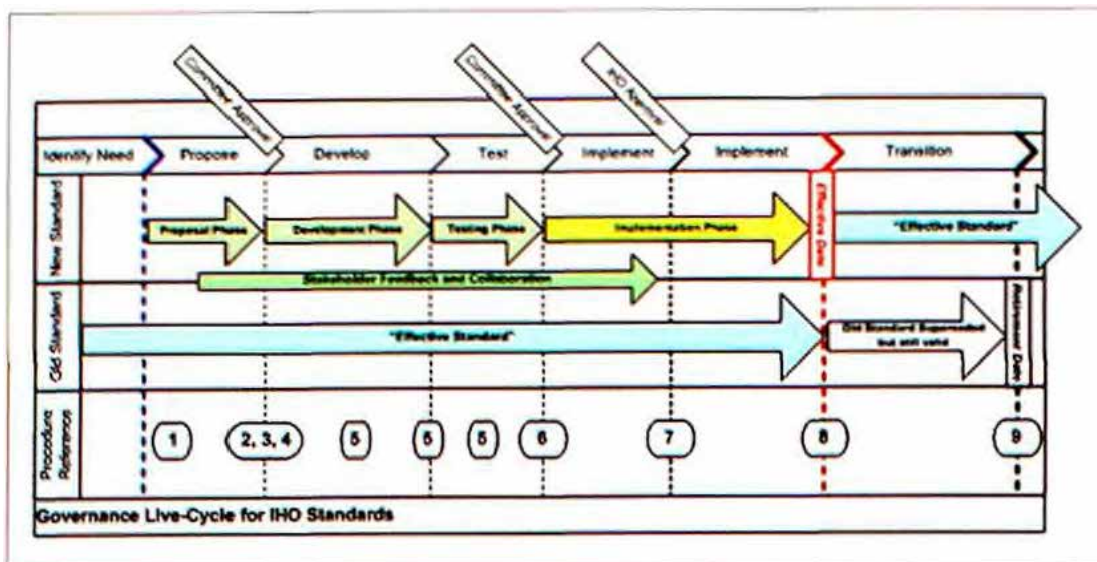 Committee Approval
Committee Approval
IHO Approval
Identify Need
Propose
Develop
Test
Implement
Implement
Transition
New Standard
Proposal Phase
Development Phase
Testing Phase
Implementation Phase
Effective Date
"Effective Standard"
Stakeholder Feedback and Collaboration
Old Standard
"Effective Standard"
Old Standard Superseded
but still valid
Retirement Date
Procedure
Reference
1
2, 3, 4
5
5
5
6
7
8
9
Governance Live-Cycle for IHO Standards